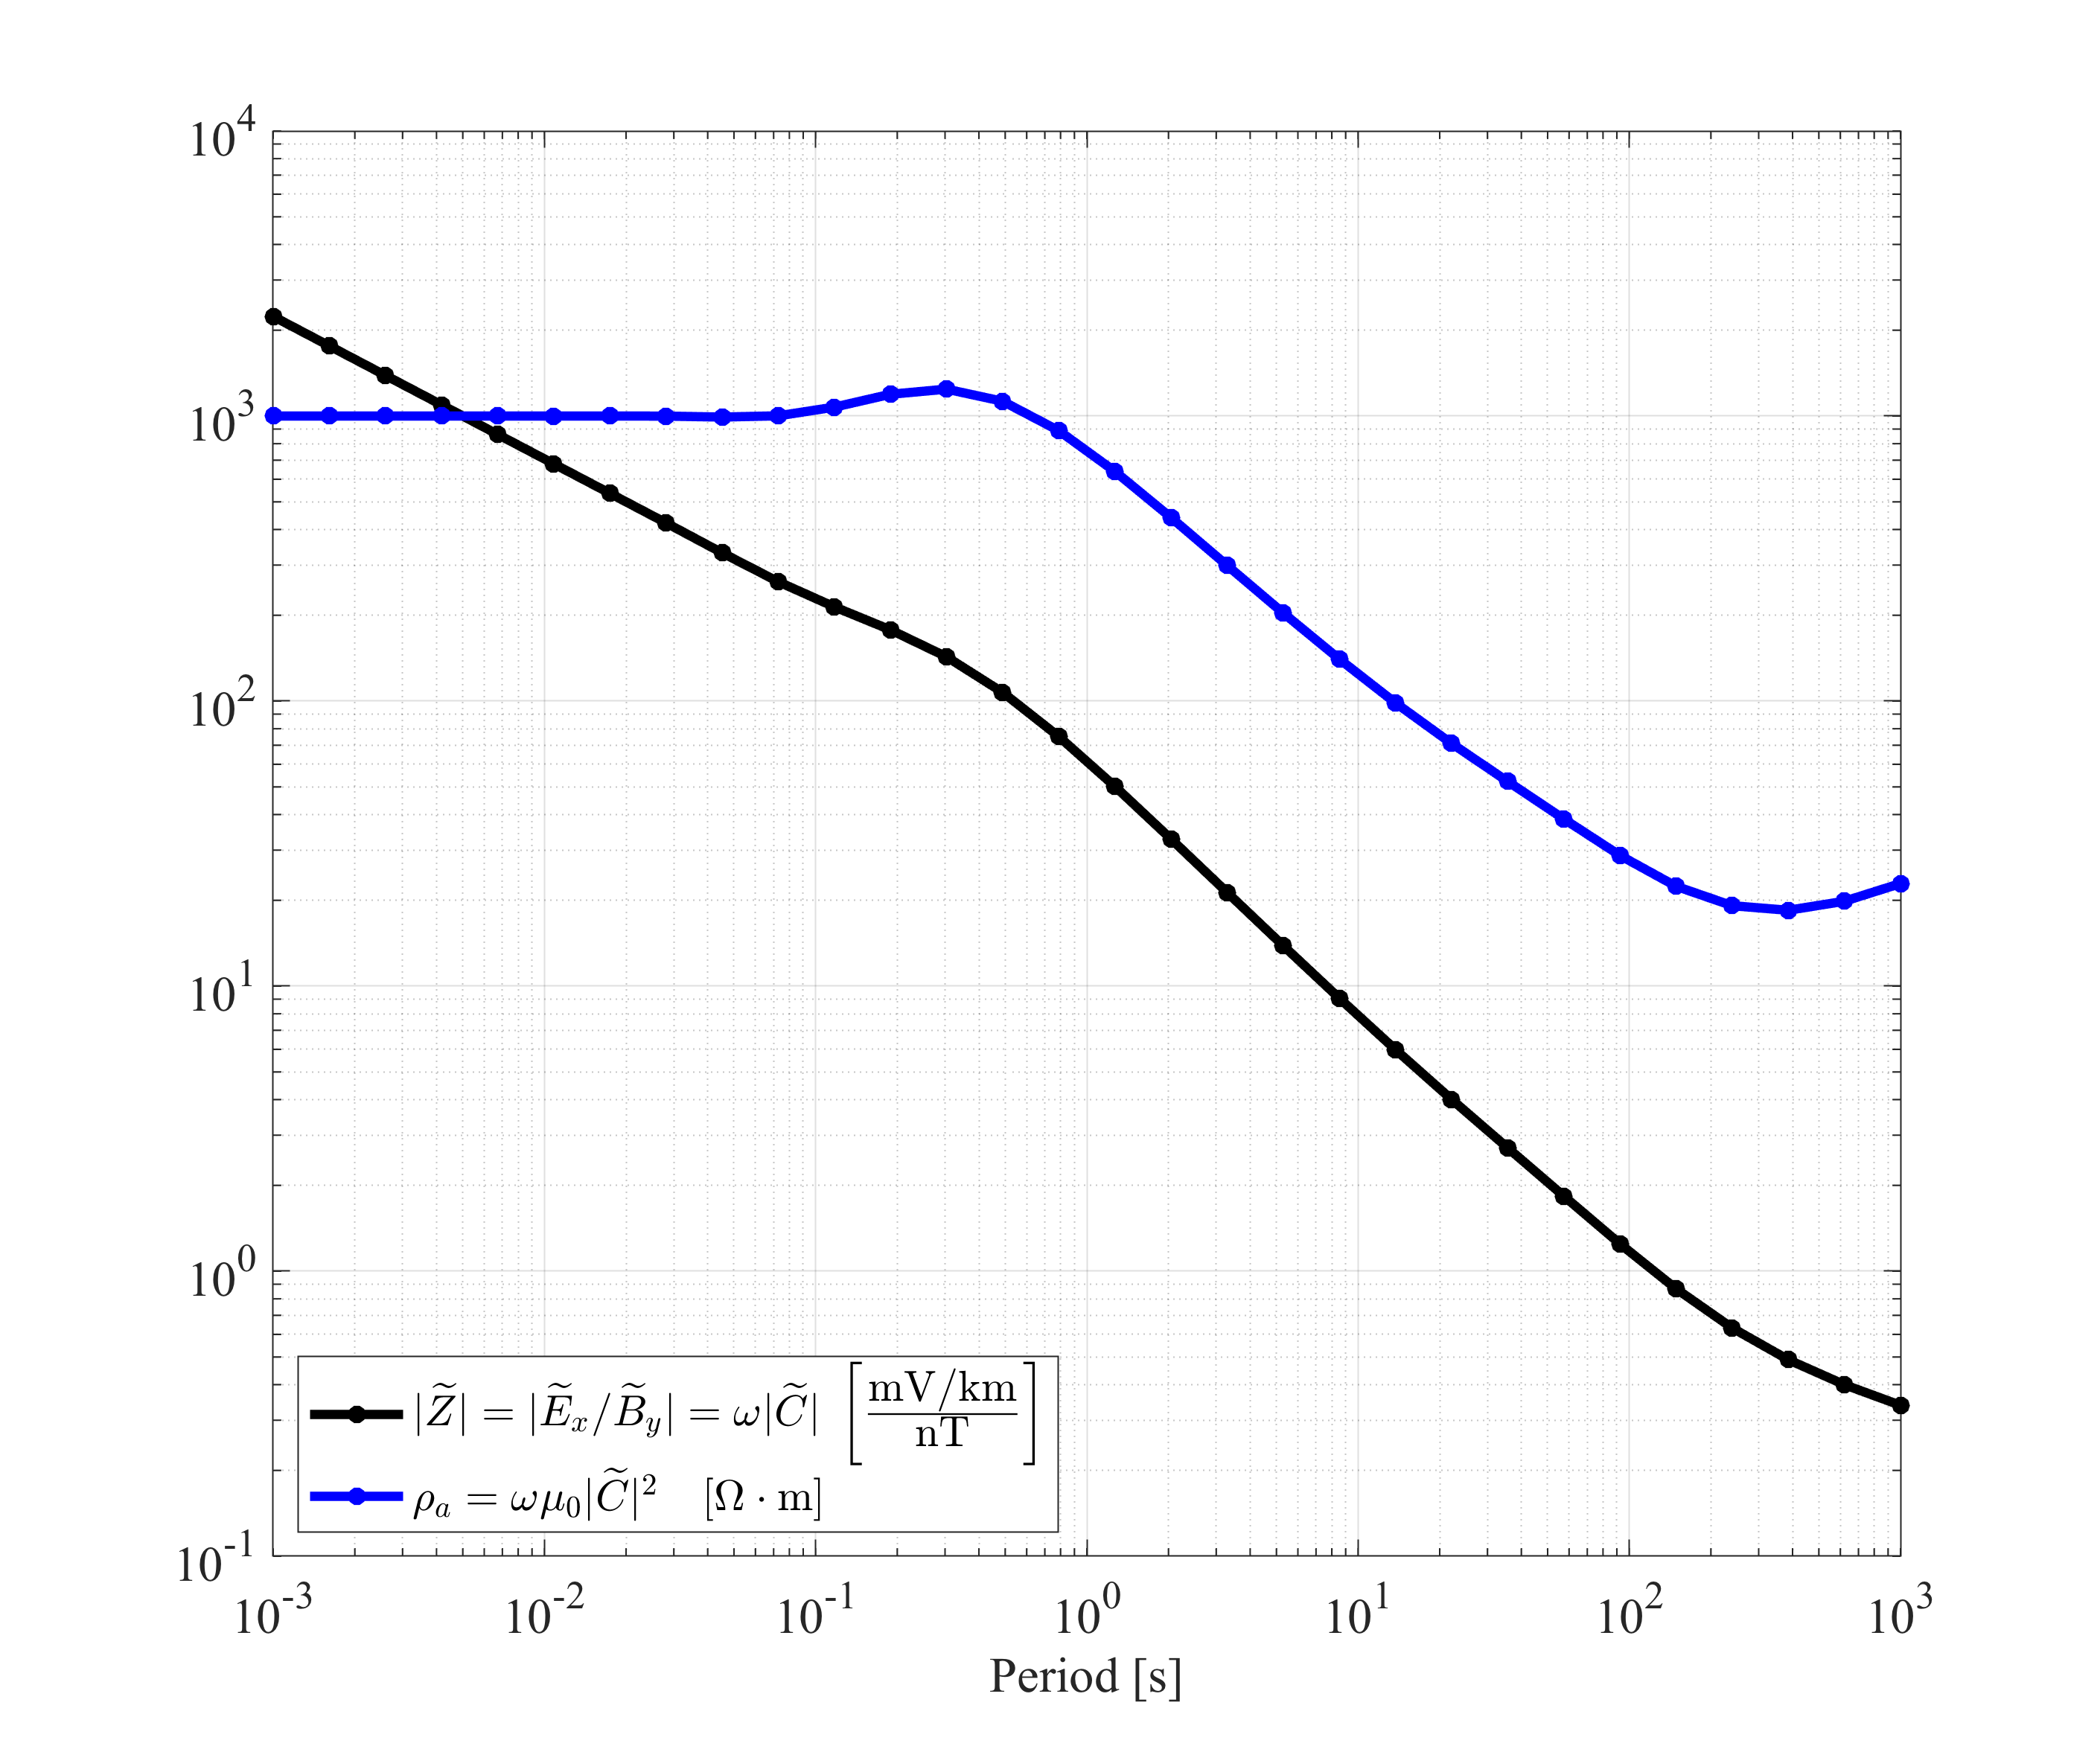 10^4
10^3
10^2
10^1
10^0
10^-1
10^-3 10^-2 10^-1 10^0 10^1 10^2 10^3
Period [s]
|Z̃| = |Ẽ_x/B̃_y| = ω|C̃| [mV/km / nT]
ρ_a = ωμ_0|C̃|^2 [Ω · m]